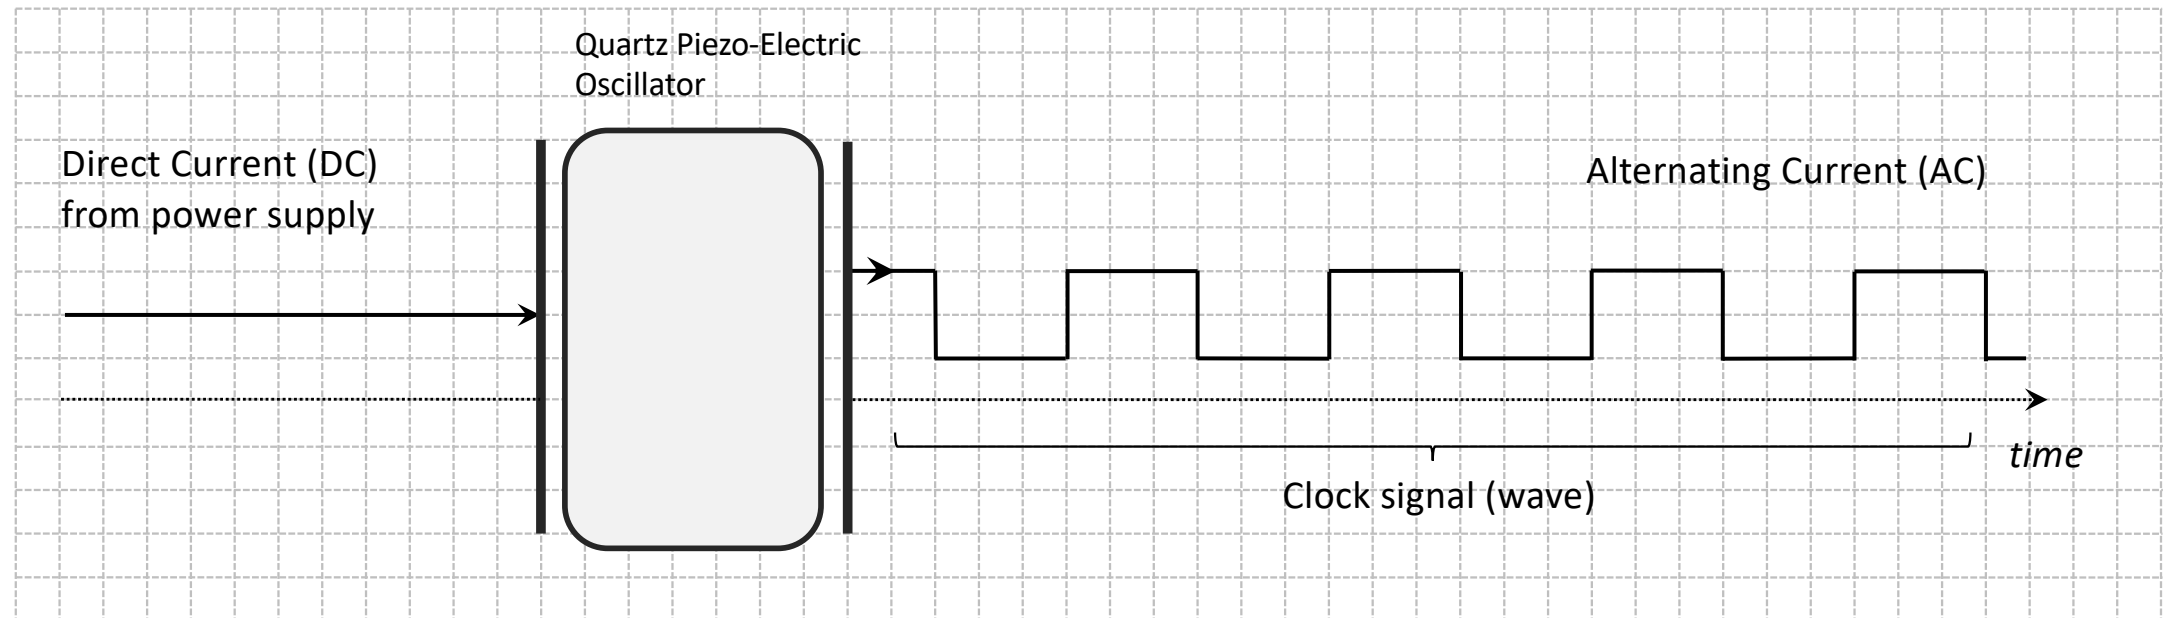 Quartz Piezo-Electric
Oscillator
Direct Current (DC)
from power supply
Alternating Current (AC)
time
Clock signal (wave)